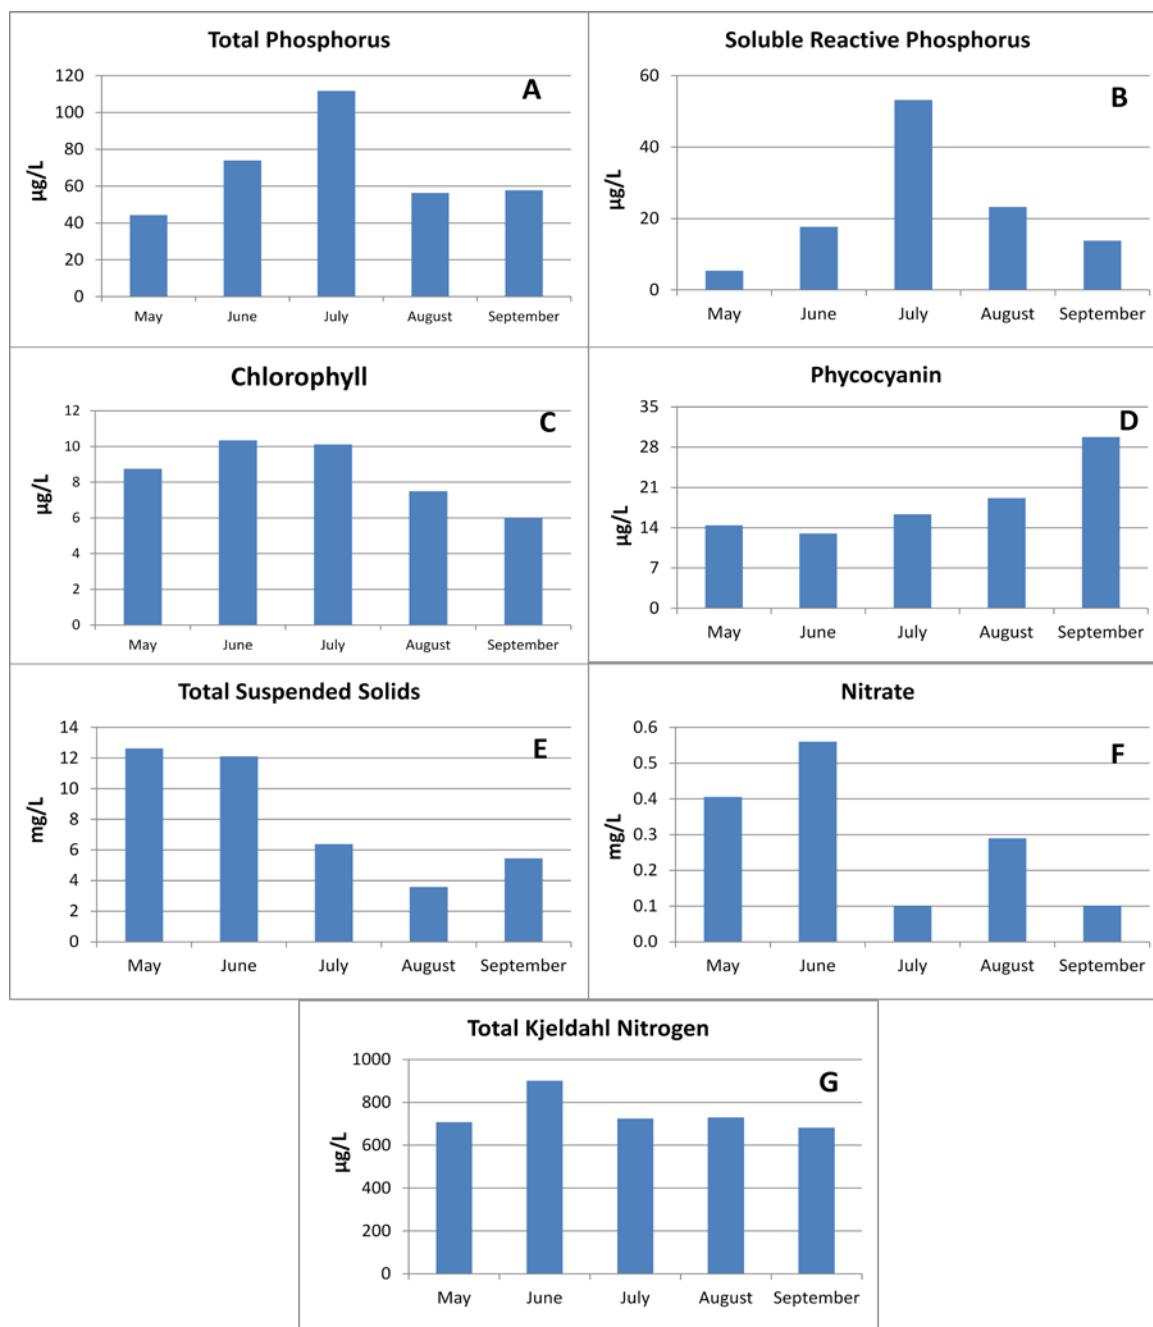 Total Phosphorus
A
µg/L
120
100
80
60
40
20
0
May June July August September
Soluble Reactive Phosphorus
B
µg/L
60
40
20
0
May June July August September
Chlorophyll
C
µg/L
12
10
8
6
4
2
0
May June July August September
Phycocyanin
D
µg/L
35
28
21
14
7
0
May June July August September
Total Suspended Solids
E
mg/L
14
12
10
8
6
4
2
0
May June July August September
Nitrate
F
mg/L
0.6
0.5
0.4
0.3
0.2
0.1
0.0
May June July August September
Total Kjeldahl Nitrogen
G
µg/L
1000
800
600
400
200
0
May June July August September